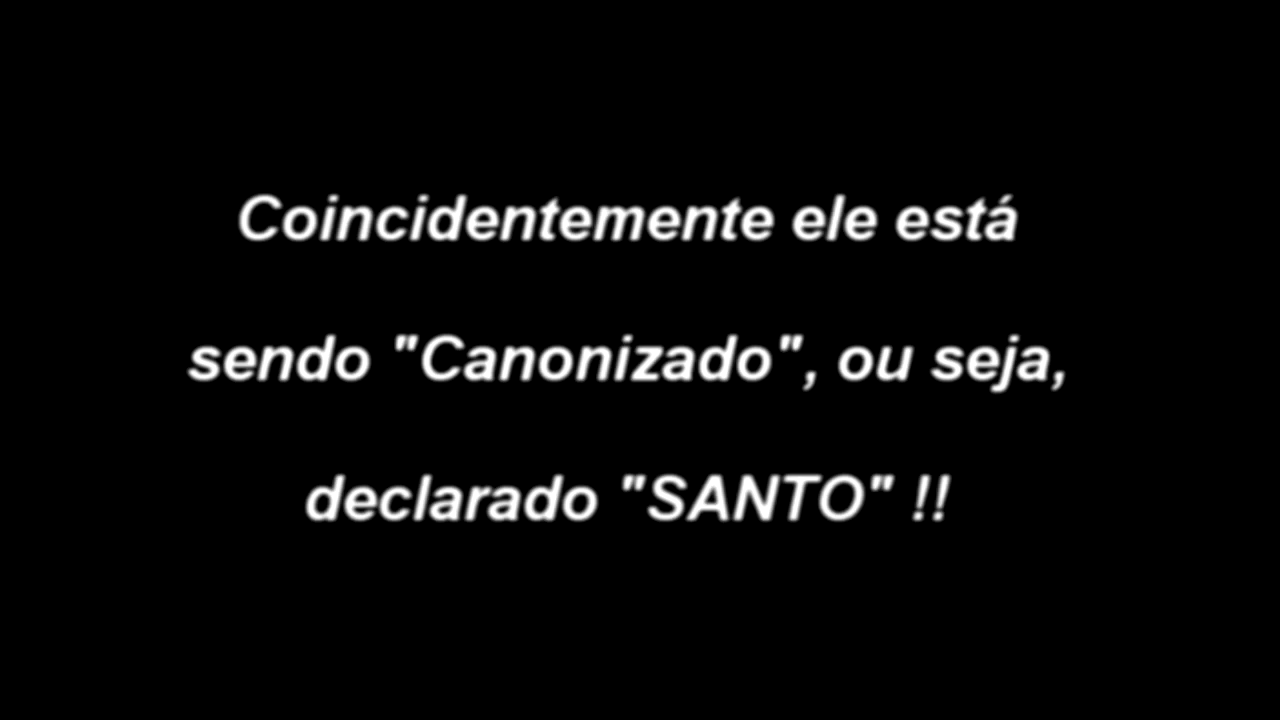 Coincidentemente ele está
sendo "Canonizado", ou seja,
declarado "SANTO" !!